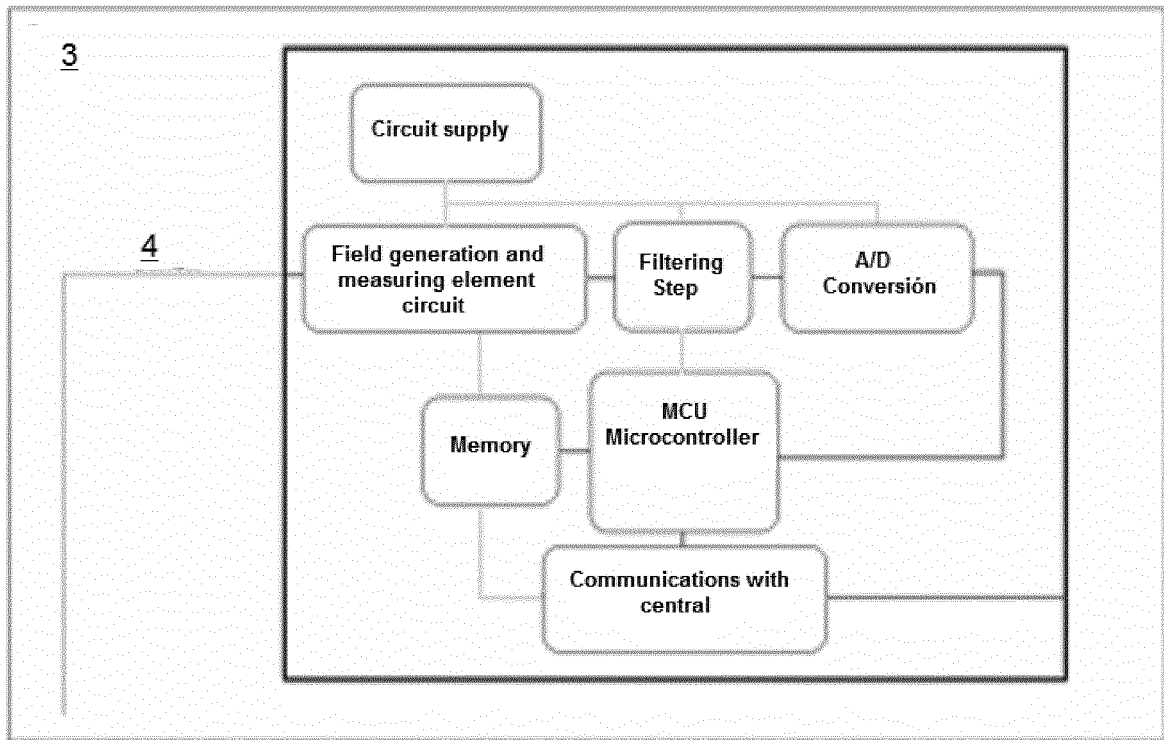 3
Circuit supply
4
Field generation and
measuring element
circuit
Filtering
Step
A/D
Conversión
Memory
MCU
Microcontroller
Communications with
central